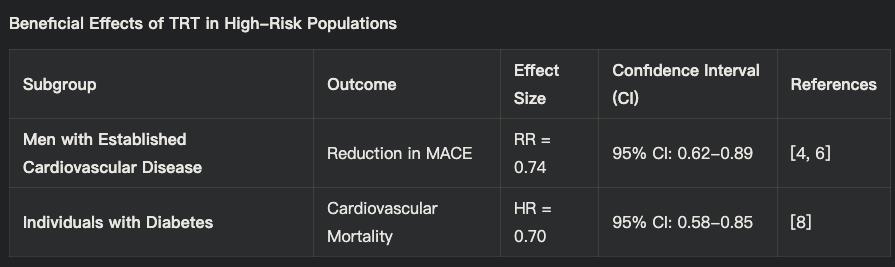 Beneficial Effects of TRT in High-Risk Populations
Subgroup
Outcome
Effect
Size
Confidence Interval
(CI)
References
Men with Established
Cardiovascular Disease
Reduction in MACE
RR =
0.74
95% CI: 0.62–0.89
[4, 6]
Individuals with Diabetes
Cardiovascular
Mortality
HR =
0.70
95% CI: 0.58–0.85
[8]